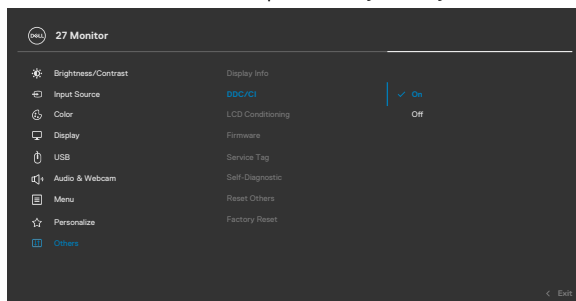 DELL 27 Monitor
Brightness/Contrast Display Info
Input Source DDC/CI On
Color LCD Conditioning Off
Display Firmware
USB Service Tag
Audio & Webcam Self-Diagnostic
Menu Reset Others
Personalize Factory Reset
Others
< Exit